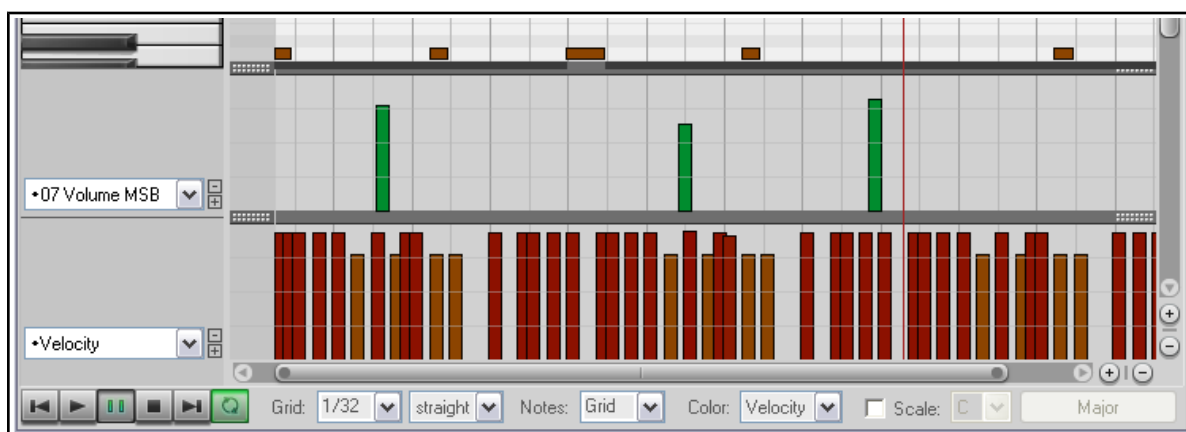 •07 Volume MSB
•Velocity
Grid: 1/32 straight Notes: Grid Color: Velocity Scale: C Major